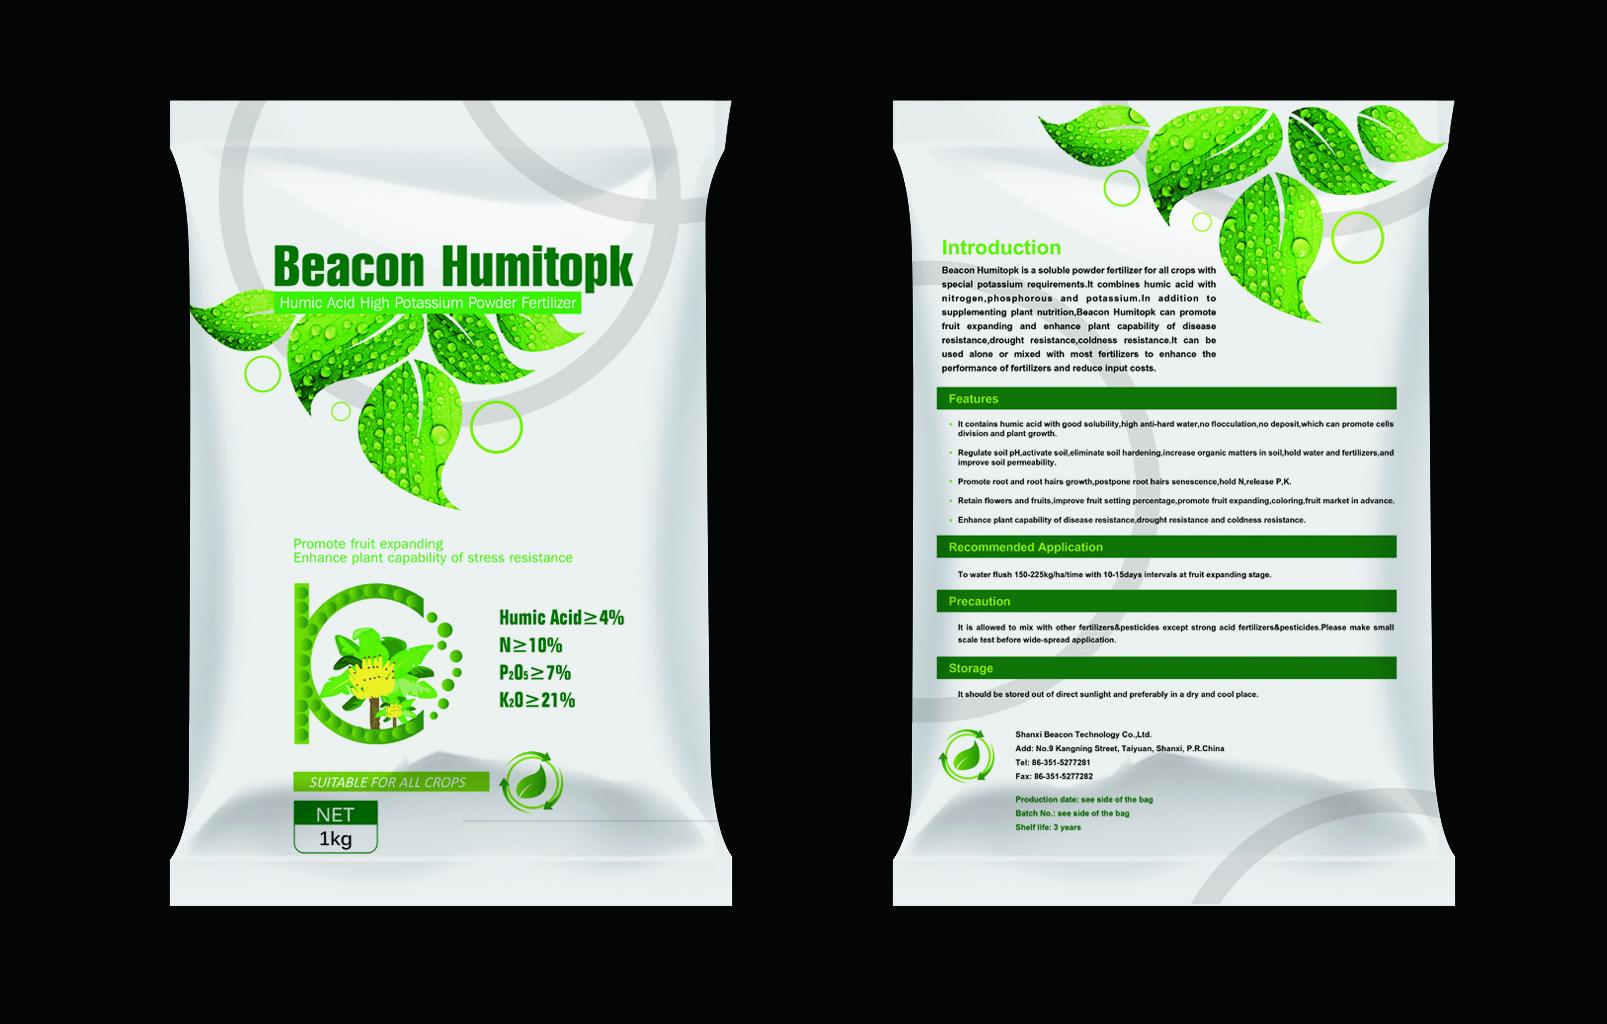 Beacon Humitopk
Humic Acid High Potassium Powder Fertilizer
Promote fruit expanding
Enhance plant capability of stress resistance
Humic Acid≥4%
N≥10%
P₂O₅≥7%
K₂O≥21%
SUITABLE FOR ALL CROPS
NET
1kg
Introduction
Beacon Humitopk is a soluble powder fertilizer for all crops with
special potassium requirements.It combines humic acid with
nitrogen,phosphorous and potassium.In addition to
supplementing plant nutrition,Beacon Humitopk can promote
fruit expanding and enhance plant capability of disease
resistance,drought resistance,coldness resistance.It can be
used alone or mixed with most fertilizers to enhance the
performance of fertilizers and reduce input costs.
Features
• It contains humic acid with good solubility,high anti-hard water,no flocculation,no deposit,which can promote cells
division and plant growth.
• Regulate soil pH,activate soil,eliminate soil hardening,increase organic matters in soil,hold water and fertilizers,and
improve soil permeability.
• Promote root and root hairs growth,postpone root hairs senescence,hold N,release P,K.
• Retain flowers and fruits,improve fruit setting percentage,promote fruit expanding,coloring,fruit market in advance.
• Enhance plant capability of disease resistance,drought resistance and coldness resistance.
Recommended Application
To water flush 150-225kg/ha/time with 10-15days intervals at fruit expanding stage.
Precaution
It is allowed to mix with other fertilizers&pesticides except strong acid fertilizers&pesticides.Please make small
scale test before wide-spread application.
Storage
It should be stored out of direct sunlight and preferably in a dry and cool place.
Shanxi Beacon Technology Co.,Ltd.
Add: No.9 Kangning Street, Taiyuan, Shanxi, P.R.China
Tel: 86-351-5277281
Fax: 86-351-5277282
Production date: see side of the bag
Batch No.: see side of the bag
Shelf life: 3 years